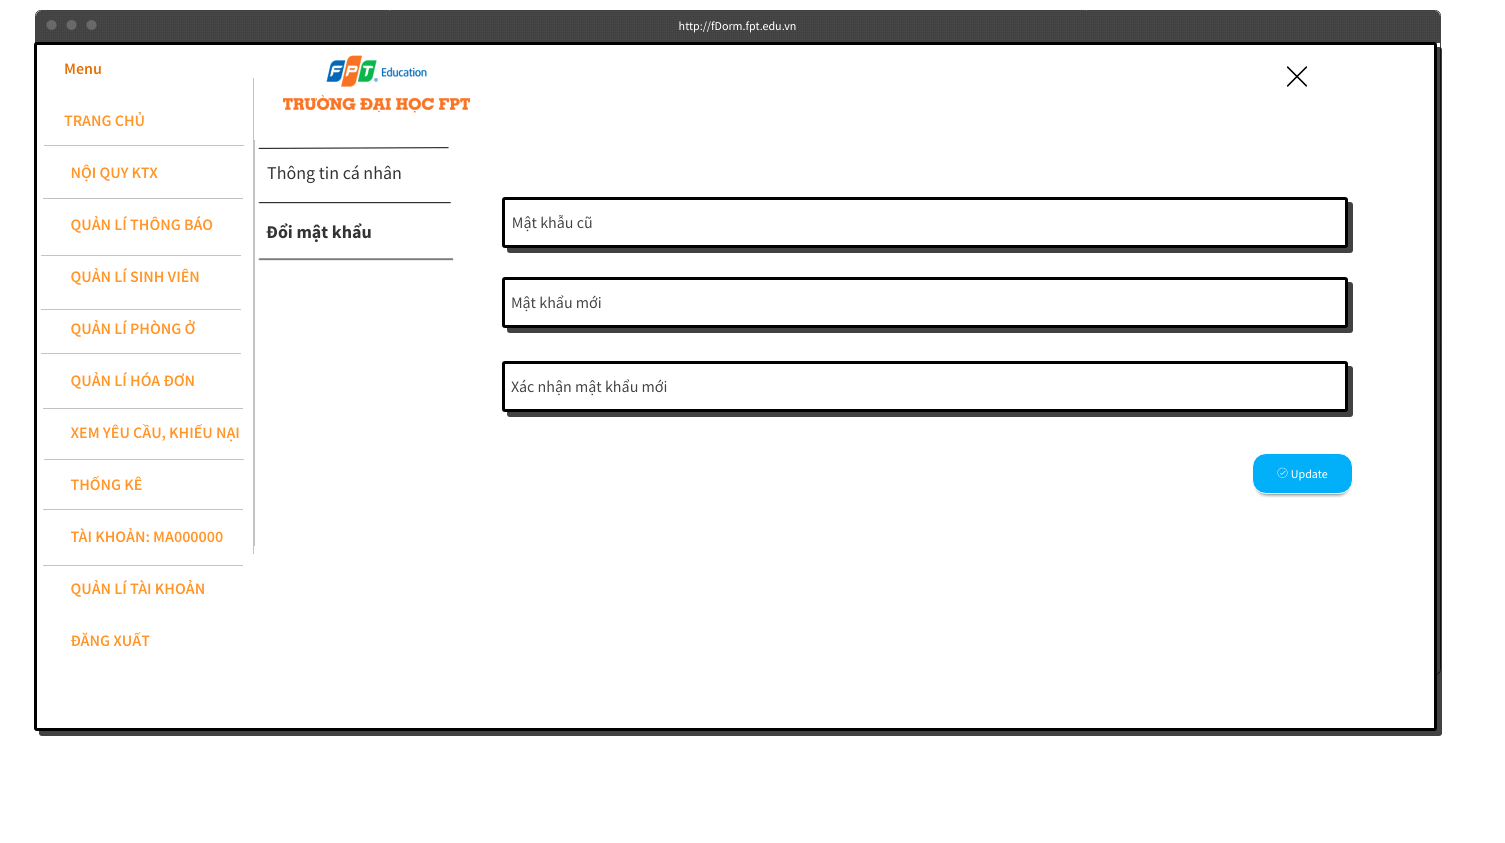 http://fDorm.fpt.edu.vn
Menu
TRANG CHỦ
NỘI QUY KTX
QUẢN LÍ THÔNG BÁO
QUẢN LÍ SINH VIÊN
QUẢN LÍ PHÒNG Ở
QUẢN LÍ HÓA ĐƠN
XEM YÊU CẦU, KHIẾU NẠI
THỐNG KÊ
TÀI KHOẢN: MA000000
QUẢN LÍ TÀI KHOẢN
ĐĂNG XUẤT
FPT Education
TRƯỜNG ĐẠI HỌC FPT
Thông tin cá nhân
Đổi mật khẩu
Mật khẫu cũ
Mật khẩu mới
Xác nhận mật khẩu mới
Update